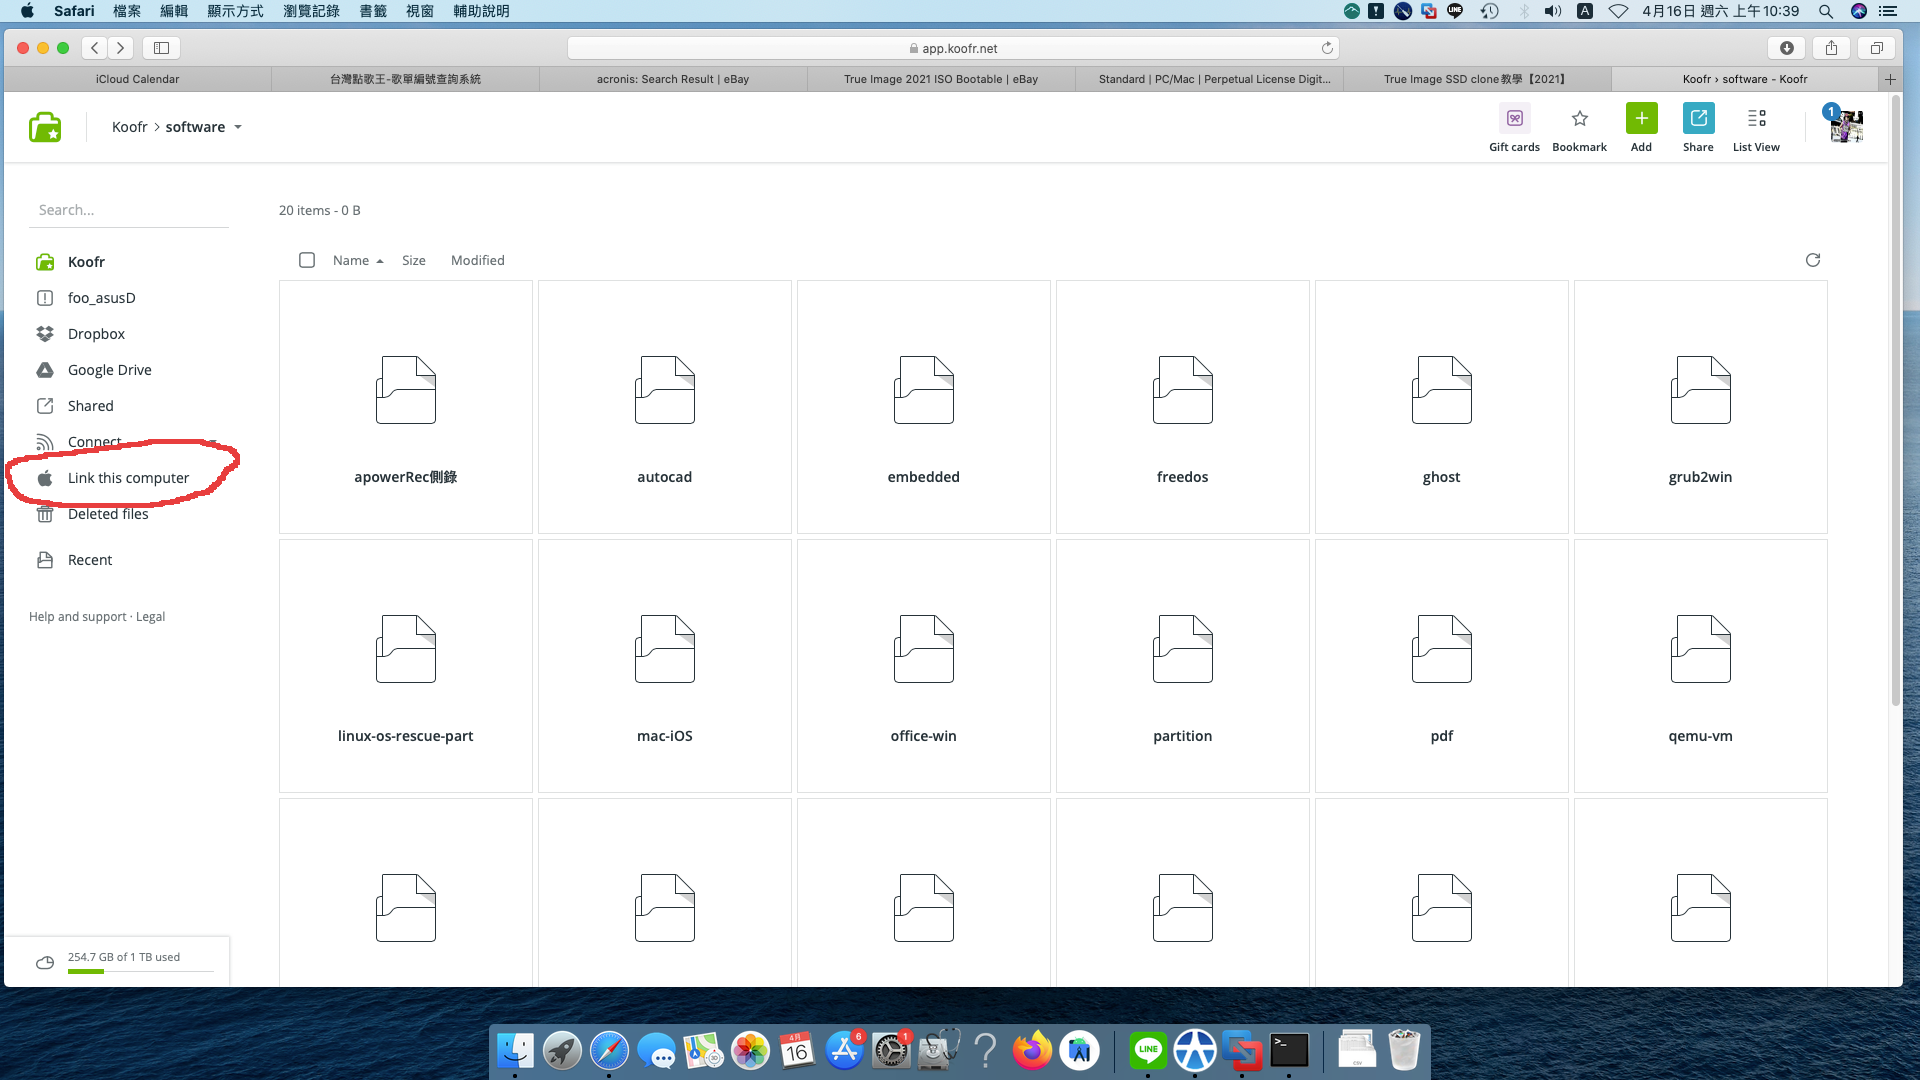 Safari 檔案 編輯 顯示方式 瀏覽記錄 書籤 視窗 輔助說明
LINE A 4月16日 週六 上午10:39
app.koofr.net
iCloud Calendar
台灣點歌王-歌單編號查詢系統
acronis: Search Result | eBay
True Image 2021 ISO Bootable | eBay
Standard | PC/Mac | Perpetual License Digit...
True Image SSD clone教學【2021】
Koofr › software - Koofr
Koofr > software
Gift cards
Bookmark
Add
Share
List View
1
Search...
20 items - 0 B
Name
Size
Modified
Koofr
foo_asusD
Dropbox
Google Drive
Shared
Connect
Link this computer
Deleted files
Recent
Help and support · Legal
apowerRec側錄
autocad
embedded
freedos
ghost
grub2win
linux-os-rescue-part
mac-iOS
office-win
partition
pdf
qemu-vm
254.7 GB of 1 TB used
4月
16
6
1
LINE
>_
CSV